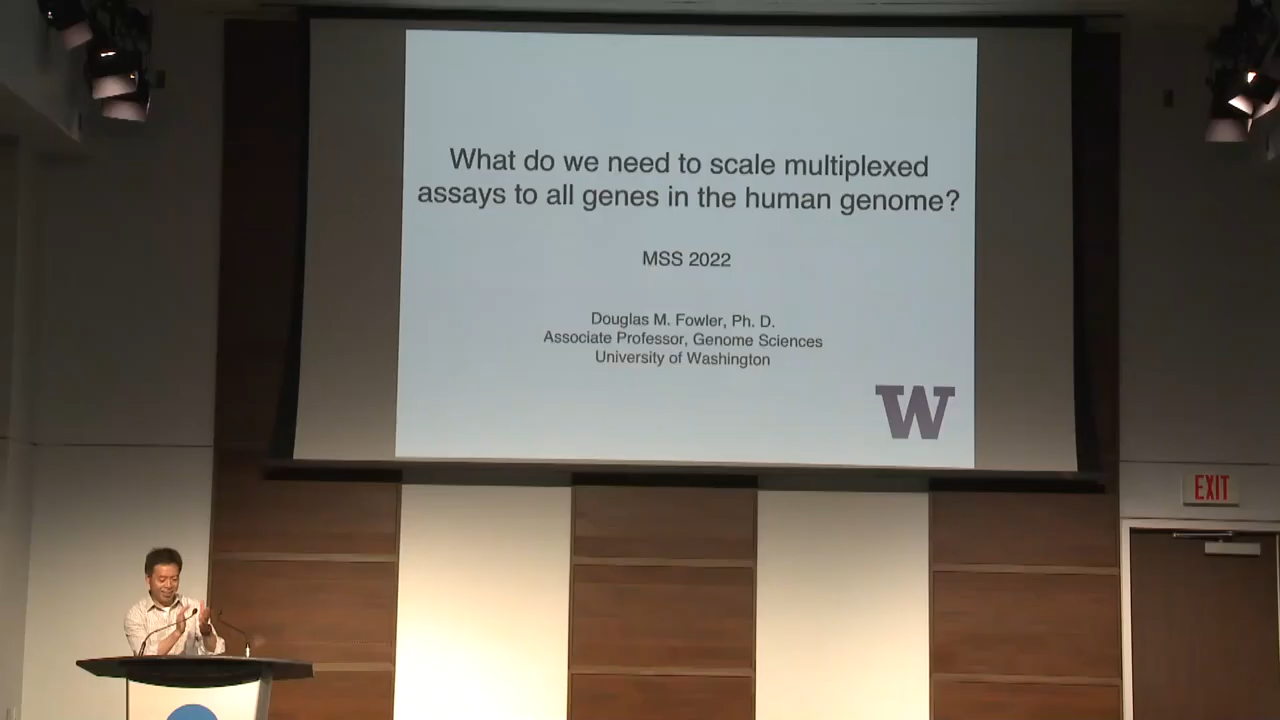 What do we need to scale multiplexed
assays to all genes in the human genome?
MSS 2022
Douglas M. Fowler, Ph. D.
Associate Professor, Genome Sciences
University of Washington
W
EXIT